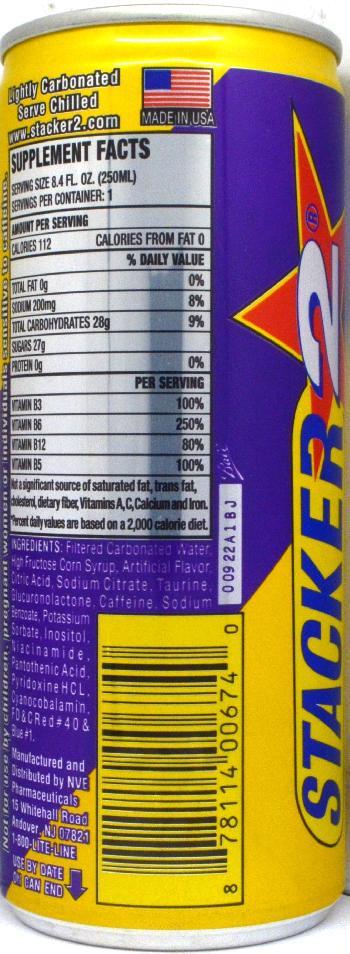 Lightly Carbonated
Serve Chilled
www.stacker2.com
MADE IN USA
SUPPLEMENT FACTS
SERVING SIZE 8.4 FL. OZ. (250ML)
SERVINGS PER CONTAINER: 1
AMOUNT PER SERVING
CALORIES 112 CALORIES FROM FAT 0
% DAILY VALUE
TOTAL FAT 0g 0%
SODIUM 200mg 8%
TOTAL CARBOHYDRATES 28g 9%
SUGARS 27g
PROTEIN 0g 0%
PER SERVING
VITAMIN B3 100%
VITAMIN B6 250%
VITAMIN B12 80%
VITAMIN B5 100%
Not a significant source of saturated fat, trans fat,
cholesterol, dietary fiber, Vitamins A, C, Calcium and Iron.
*Percent daily values are based on a 2,000 calorie diet.
INGREDIENTS: Filtered Carbonated Water,
High Fructose Corn Syrup, Artificial Flavor,
Citric Acid, Sodium Citrate, Taurine,
Glucuronolactone, Caffeine, Sodium
Benzoate, Potassium
Sorbate, Inositol,
Niacinamide,
Pantothenic Acid,
Pyridoxine HCL,
Cyanocobalamin,
FD&C Red #40 &
Blue #1.
Manufactured and
Distributed by NVE
Pharmaceuticals
15 Whitehall Road
Andover, NJ 07821
1-800-LITE-LINE
USE BY DATE
ON CAN END
Not for use by children, pregnant women or individuals sensitive to caffeine.
00922A1BJ
8 78114 00674 0
STACKER 2®